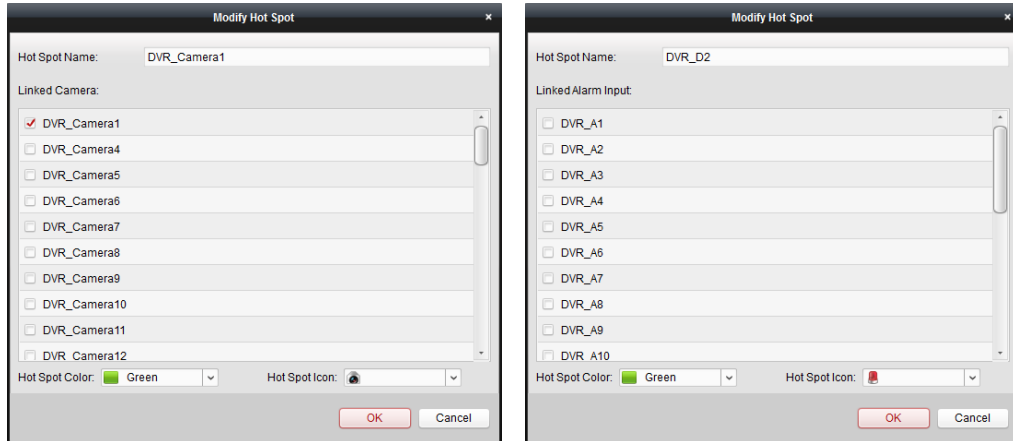 Modify Hot Spot
Hot Spot Name: DVR_Camera1
Linked Camera:
DVR_Camera1
DVR_Camera4
DVR_Camera5
DVR_Camera6
DVR_Camera7
DVR_Camera8
DVR_Camera9
DVR_Camera10
DVR_Camera11
DVR_Camera12
Hot Spot Color: Green Hot Spot Icon:
OK Cancel
Modify Hot Spot
Hot Spot Name: DVR_D2
Linked Alarm Input:
DVR_A1
DVR_A2
DVR_A3
DVR_A4
DVR_A5
DVR_A6
DVR_A7
DVR_A8
DVR_A9
DVR_A10
Hot Spot Color: Green Hot Spot Icon:
OK Cancel